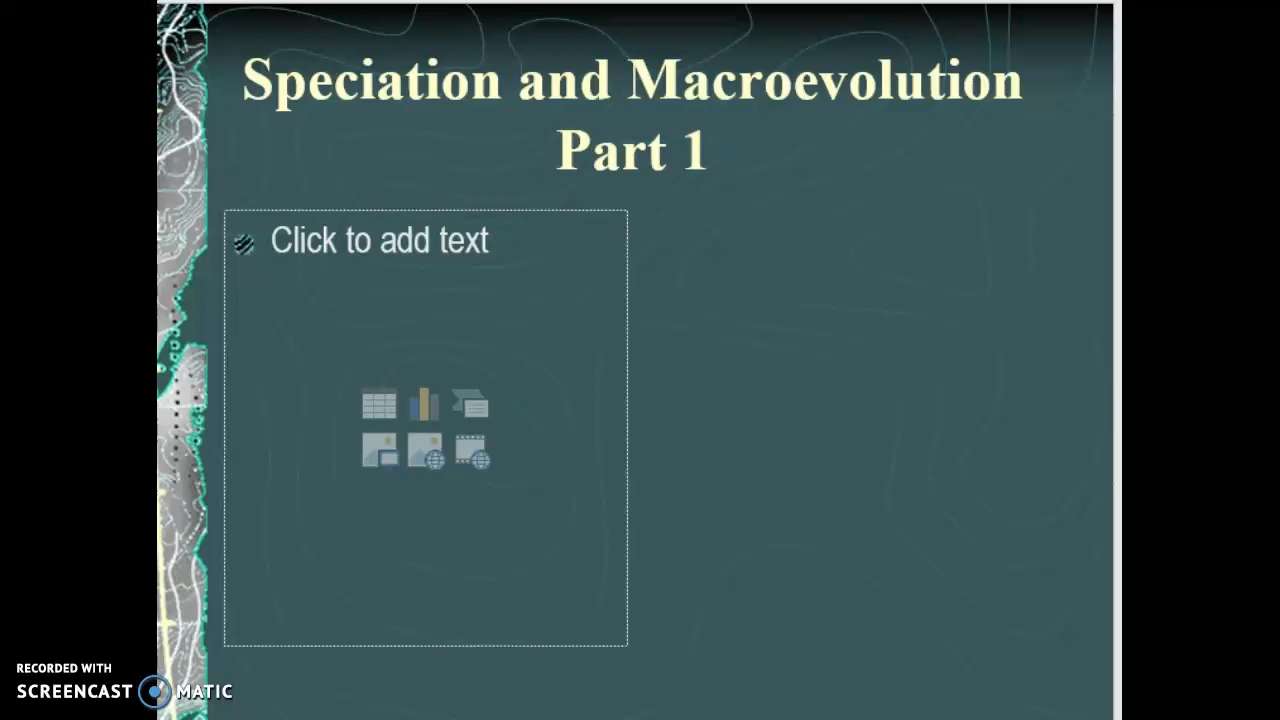 Speciation and Macroevolution
Part 1
Click to add text
RECORDED WITH
SCREENCAST MATIC